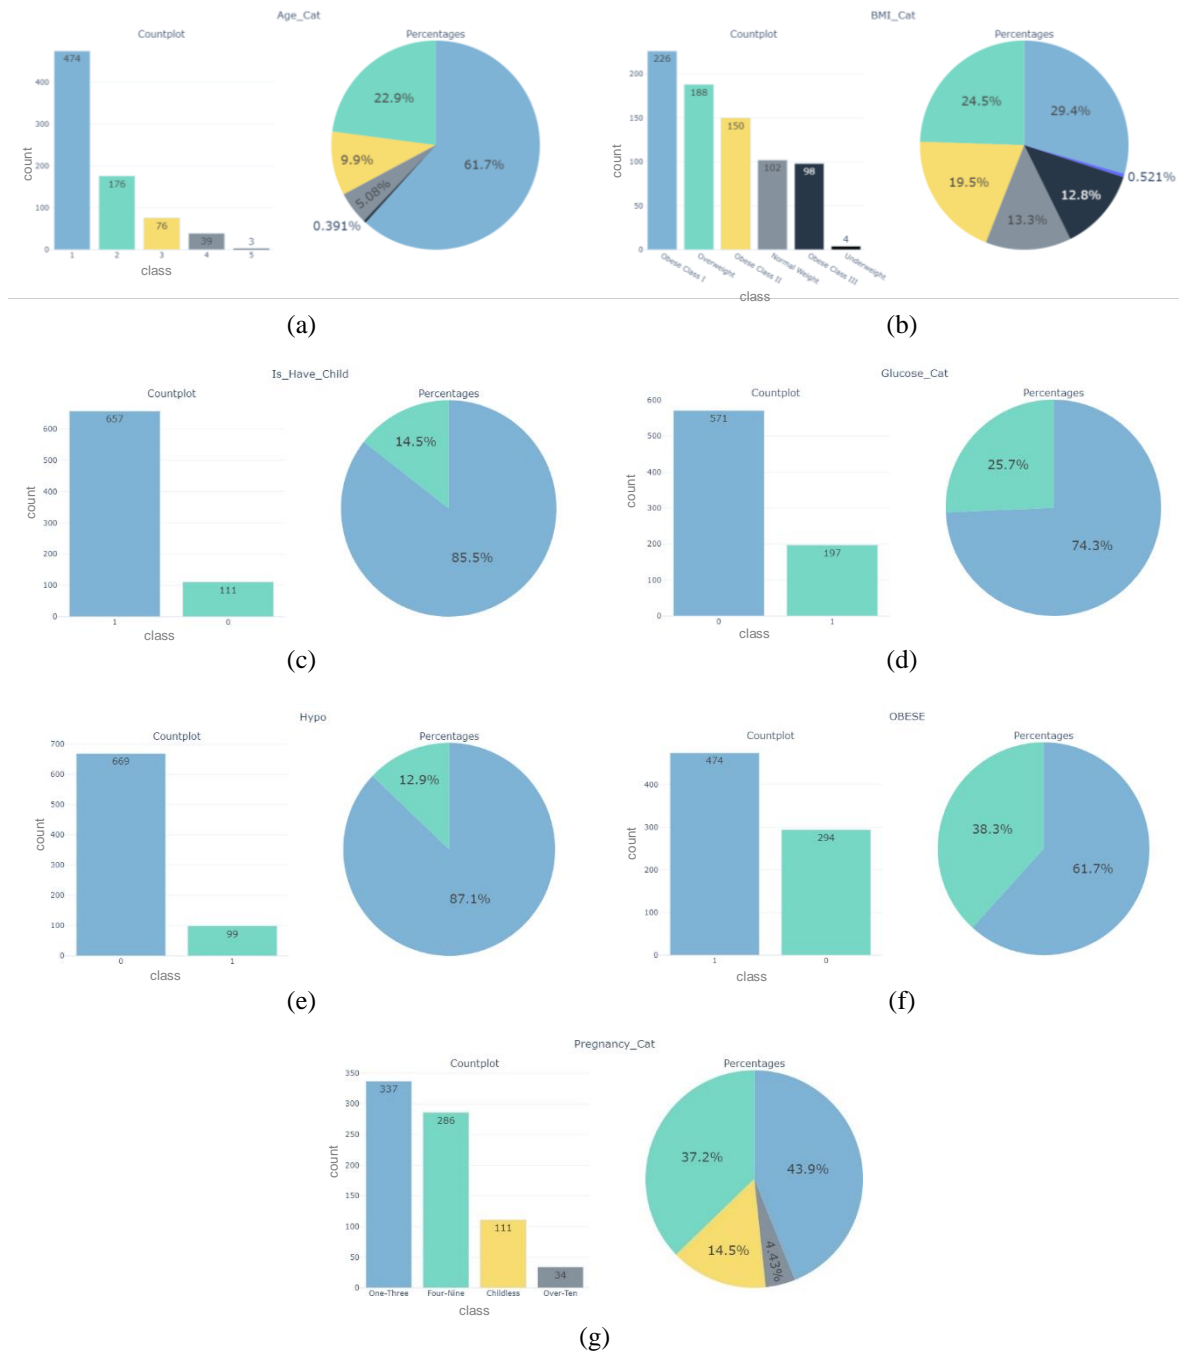 Age_Cat
Countplot
Percentages
474
176
76
39
3
400
300
200
100
0
1 2 3 4 5
count
class
22.9%
9.9%
5.08%
0.391%
61.7%
(a)
BMI_Cat
Countplot
Percentages
226
188
150
102
98
4
200
150
100
50
0
Obese Class I
Overweight
Obese Class II
Normal Weight
Obese Class III
Underweight
count
class
24.5%
29.4%
19.5%
13.3%
12.8%
0.521%
(b)
Is_Have_Child
Countplot
Percentages
657
111
600
500
400
300
200
100
0
1 0
count
class
14.5%
85.5%
(c)
Glucose_Cat
Countplot
Percentages
571
197
600
500
400
300
200
100
0
0 1
count
class
25.7%
74.3%
(d)
Hypo
Countplot
Percentages
669
99
700
600
500
400
300
200
100
0
0 1
count
class
12.9%
87.1%
(e)
OBESE
Countplot
Percentages
474
294
400
300
200
100
0
1 0
count
class
38.3%
61.7%
(f)
Pregnancy_Cat
Countplot
Percentages
337
286
111
34
350
300
250
200
150
100
50
0
One-Three Four-Nine Childless Over-Ten
count
class
37.2%
43.9%
14.5%
4.43%
(g)